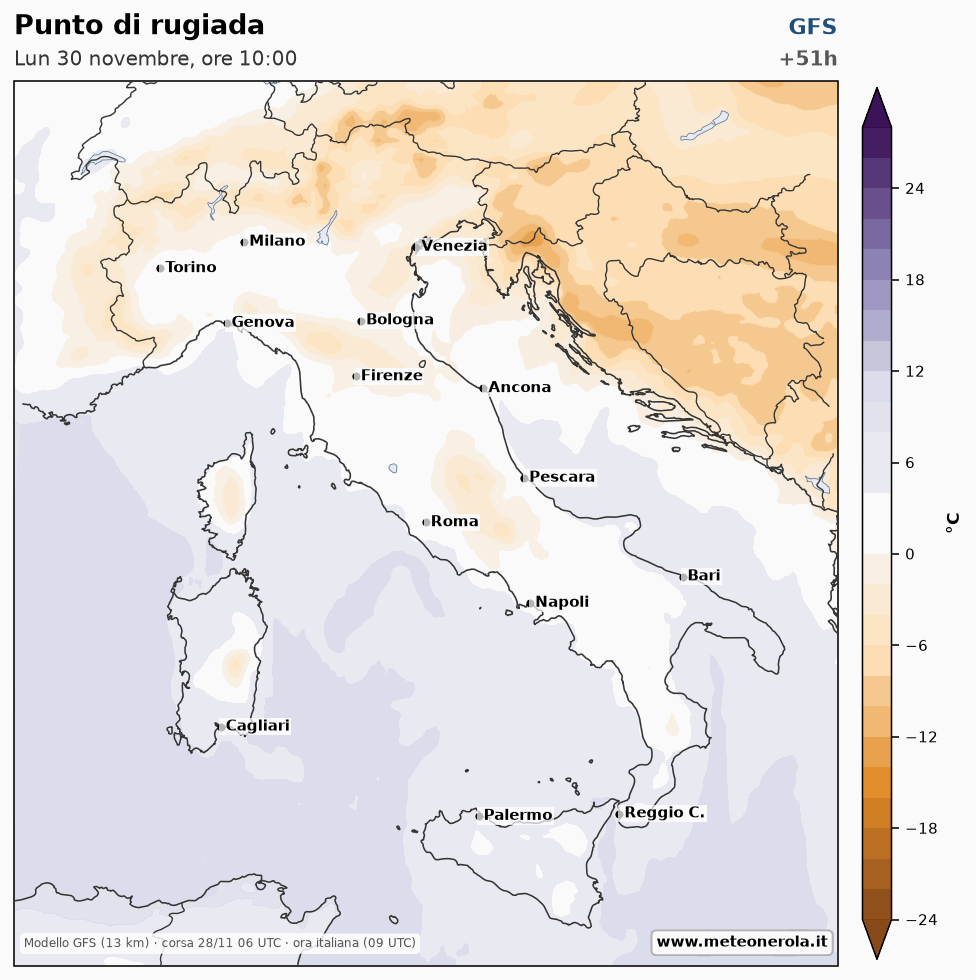 Punto di rugiada
GFS
Lun 30 novembre, ore 10:00
+51h
Milano
Venezia
Torino
Genova
Bologna
Firenze
Ancona
Pescara
Roma
Bari
Napoli
Cagliari
Palermo
Reggio C.
24
18
12
6
0
−6
−12
−18
−24
°C
Modello GFS (13 km) · corsa 28/11 06 UTC · ora italiana (09 UTC)
www.meteonerola.it